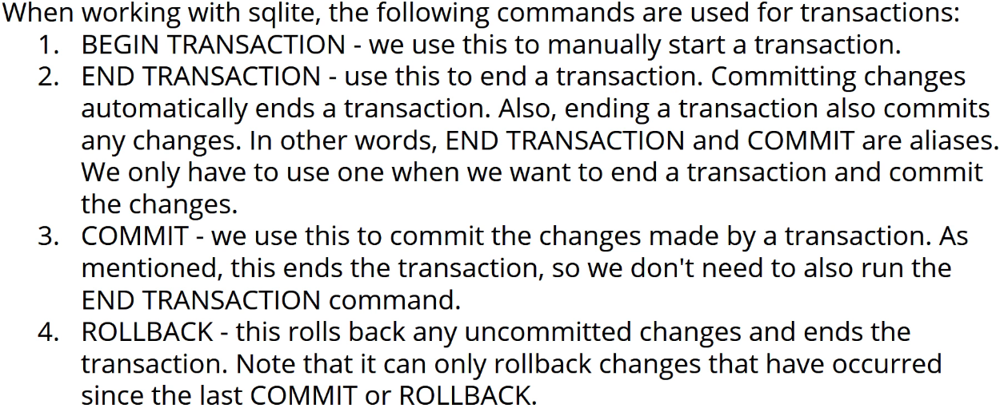 When working with sqlite, the following commands are used for transactions:
1. BEGIN TRANSACTION - we use this to manually start a transaction.
2. END TRANSACTION - use this to end a transaction. Committing changes
automatically ends a transaction. Also, ending a transaction also commits
any changes. In other words, END TRANSACTION and COMMIT are aliases.
We only have to use one when we want to end a transaction and commit
the changes.
3. COMMIT - we use this to commit the changes made by a transaction. As
mentioned, this ends the transaction, so we don't need to also run the
END TRANSACTION command.
4. ROLLBACK - this rolls back any uncommitted changes and ends the
transaction. Note that it can only rollback changes that have occurred
since the last COMMIT or ROLLBACK.